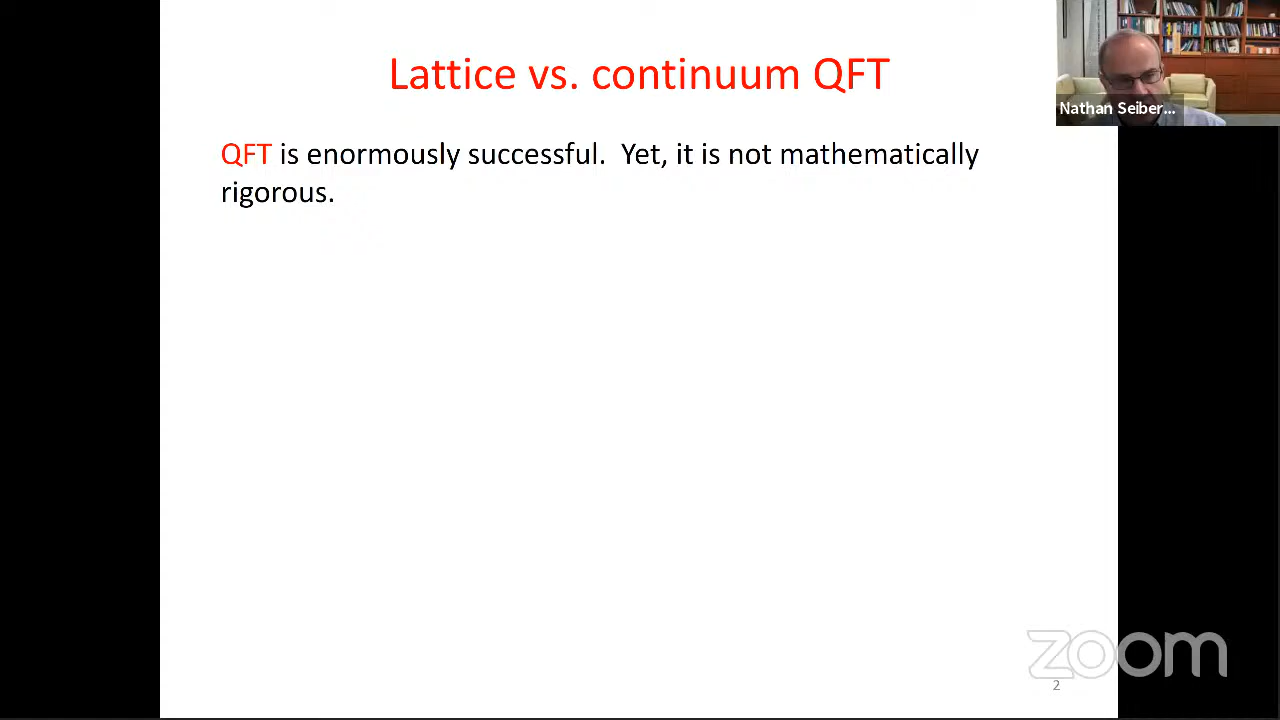 Lattice vs. continuum QFT
Nathan Seiber...
QFT is enormously successful.  Yet, it is not mathematically
rigorous.
zoom
2